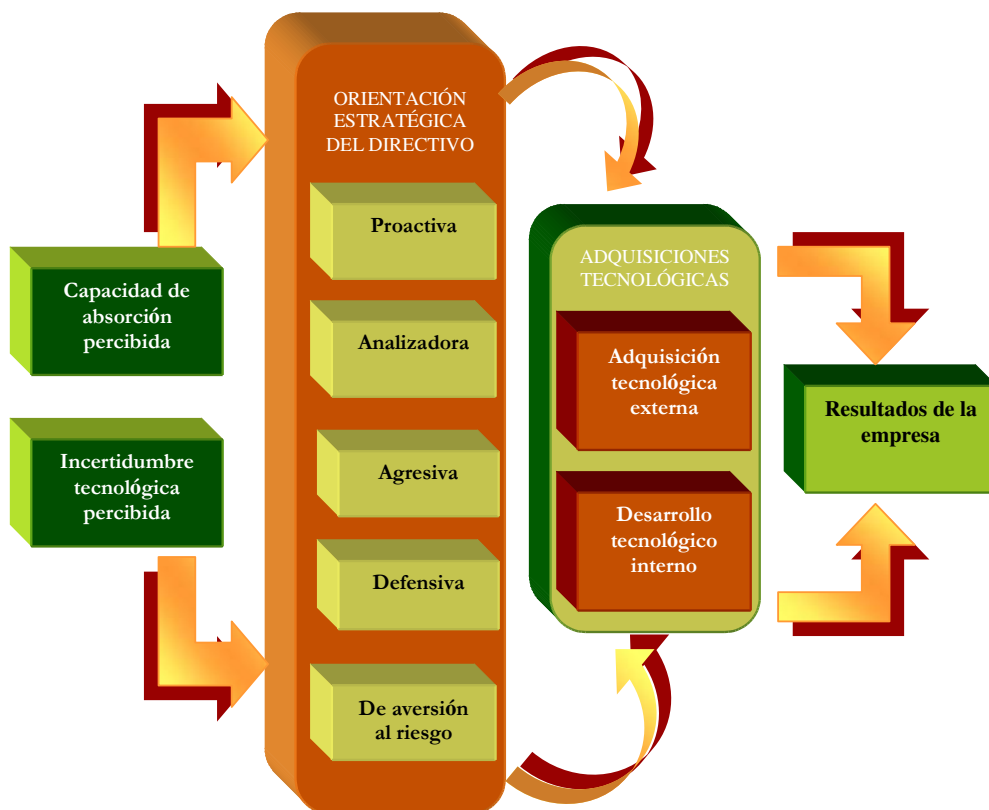 Capacidad de
absorción
percibida
Incertidumbre
tecnológica
percibida
ORIENTACIÓN
ESTRATÉGICA
DEL DIRECTIVO
Proactiva
Analizadora
Agresiva
Defensiva
De aversión
al riesgo
ADQUISICIONES
TECNOLÓGICAS
Adquisición
tecnológica
externa
Desarrollo
tecnológico
interno
Resultados de la
empresa